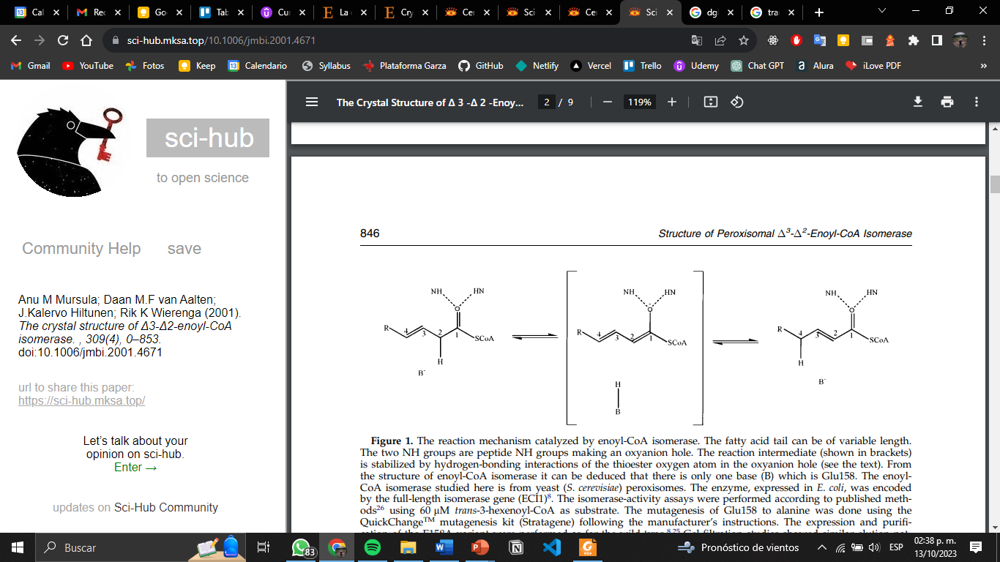 Cal
Rec
Goo
Tab
Cur
La
Cry
Cer
Sci
Cer
Sci
dgl
tra
sci-hub.mksa.top/10.1006/jmbi.2001.4671
Gmail
YouTube
Fotos
Keep
Calendario
Syllabus
Plataforma Garza
GitHub
Netlify
Vercel
Trello
Udemy
Chat GPT
Alura
iLove PDF
»
The Crystal Structure of Δ 3 -Δ 2 -Enoy...
2 / 9
119%
sci-hub
to open science
Community Help
save
Anu M Mursula; Daan M.F van Aalten;
J.Kalervo Hiltunen; Rik K Wierenga (2001).
The crystal structure of Δ3-Δ2-enoyl-CoA
isomerase. , 309(4), 0–853.
doi:10.1006/jmbi.2001.4671
url to share this paper:
https://sci-hub.mksa.top/
Let's talk about your
opinion on sci-hub.
Enter →
updates on Sci-Hub Community
846
Structure of Peroxisomal Δ³-Δ²-Enoyl-CoA Isomerase
NH HN
O
R 4 3 2 1 SCoA
H
B-
NH HN
O-
R 4 3 2 1 SCoA
H
B
NH HN
O
R 4 3 2 1 SCoA
H
B-
Figure 1. The reaction mechanism catalyzed by enoyl-CoA isomerase. The fatty acid tail can be of variable length.
The two NH groups are peptide NH groups making an oxyanion hole. The reaction intermediate (shown in brackets)
is stabilized by hydrogen-bonding interactions of the thioester oxygen atom in the oxyanion hole (see the text). From
the structure of enoyl-CoA isomerase it can be deduced that there is only one base (B) which is Glu158. The enoyl-
CoA isomerase studied here is from yeast (S. cerevisiae) peroxisomes. The enzyme, expressed in E. coli, was encoded
by the full-length isomerase gene (ECI1)⁸. The isomerase-activity assays were performed according to published meth-
ods²⁶ using 60 μM trans-3-hexenoyl-CoA as substrate. The mutagenesis of Glu158 to alanine was done using the
QuickChange™ mutagenesis kit (Stratagene) following the manufacturer's instructions. The expression and purifi-
Buscar
83
Pronóstico de vientos
ESP
02:38 p. m.
13/10/2023